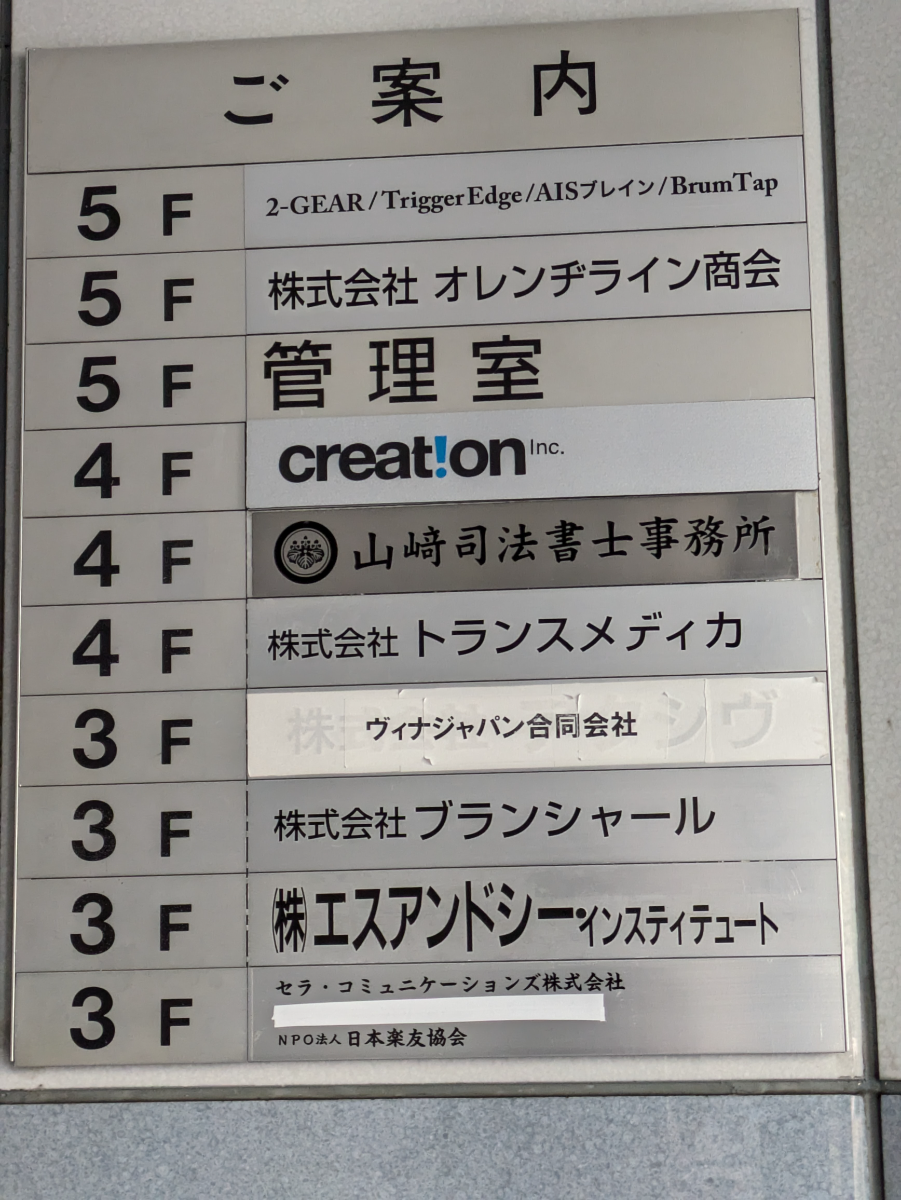 ご案内
5F 2-GEAR/TriggerEdge/AISブレイン/BrumTap
5F 株式会社 オレンヂライン商会
5F 管理室
4F creat!on Inc.
4F 山﨑司法書士事務所
4F 株式会社 トランスメディカ
3F ヴィナジャパン合同会社
3F 株式会社 ブランシャール
3F ㈱エスアンドシー・インスティテュート
3F セラ・コミュニケーションズ株式会社
NPO法人 日本楽友協会